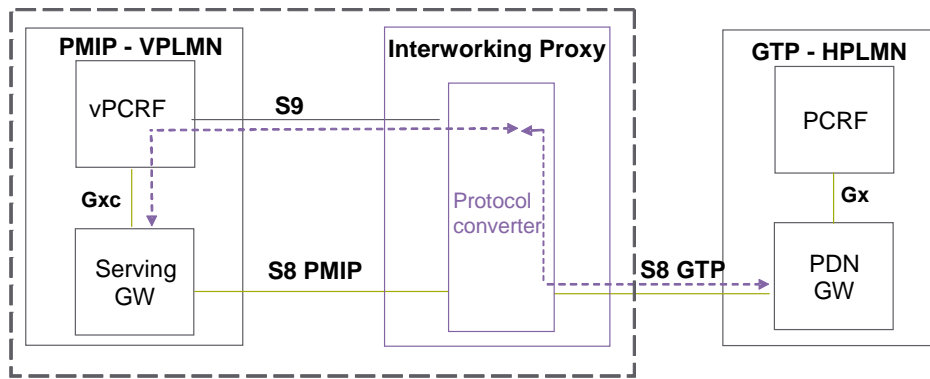 PMIP - VPLMN
Interworking Proxy
GTP - HPLMN
vPCRF
S9
PCRF
Gxc
Protocol
converter
Gx
Serving
GW
S8 PMIP
S8 GTP
PDN
GW